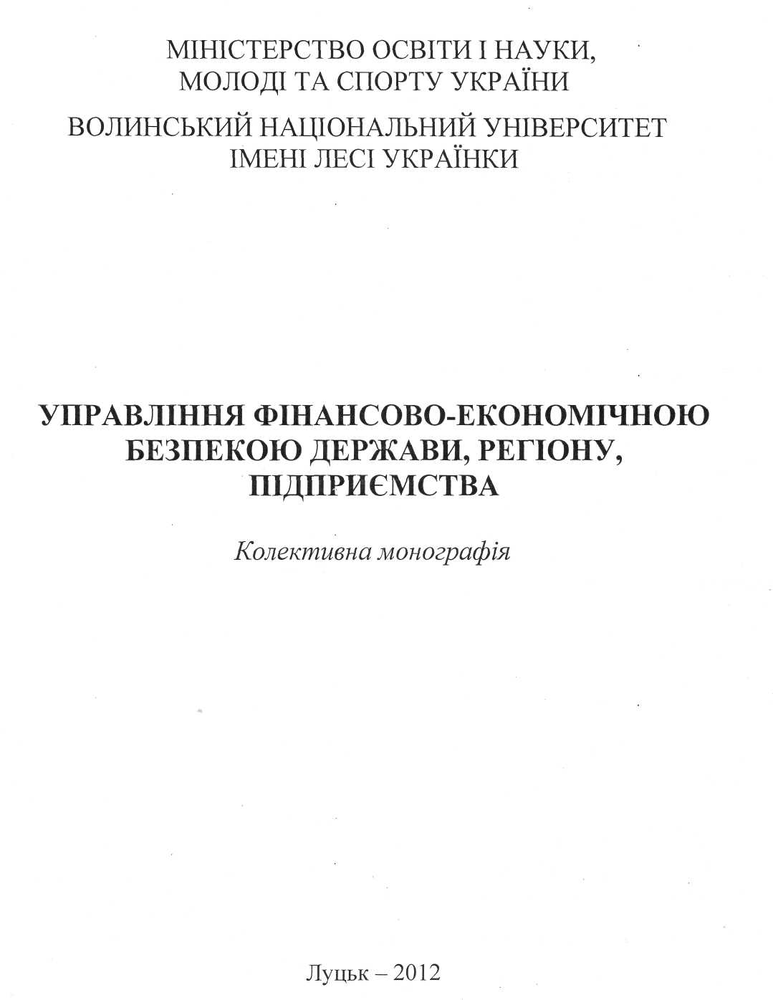 МІНІСТЕРСТВО ОСВІТИ І НАУКИ,
МОЛОДІ ТА СПОРТУ УКРАЇНИ
ВОЛИНСЬКИЙ НАЦІОНАЛЬНИЙ УНІВЕРСИТЕТ
ІМЕНІ ЛЕСІ УКРАЇНКИ
УПРАВЛІННЯ ФІНАНСОВО-ЕКОНОМІЧНОЮ
БЕЗПЕКОЮ ДЕРЖАВИ, РЕГІОНУ,
ПІДПРИЄМСТВА
Колективна монографія
Луцьк – 2012